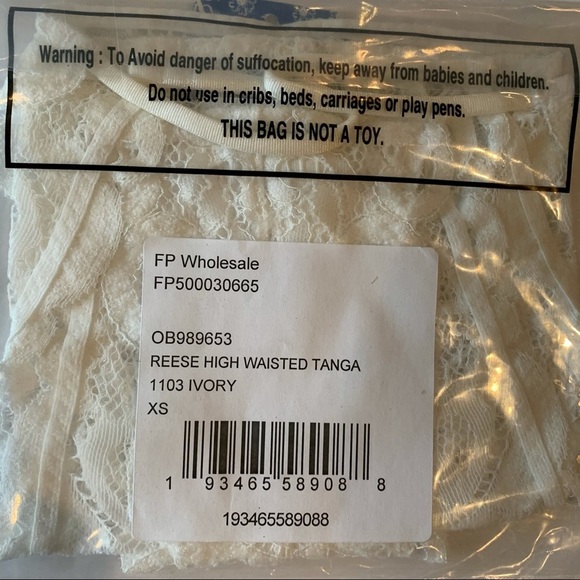 Warning : To Avoid danger of suffocation, keep away from babies and children.
Do not use in cribs, beds, carriages or play pens.
THIS BAG IS NOT A TOY.
FP Wholesale
FP500030665
OB989653
REESE HIGH WAISTED TANGA
1103 IVORY
XS
1 93465 58908 8
193465589088